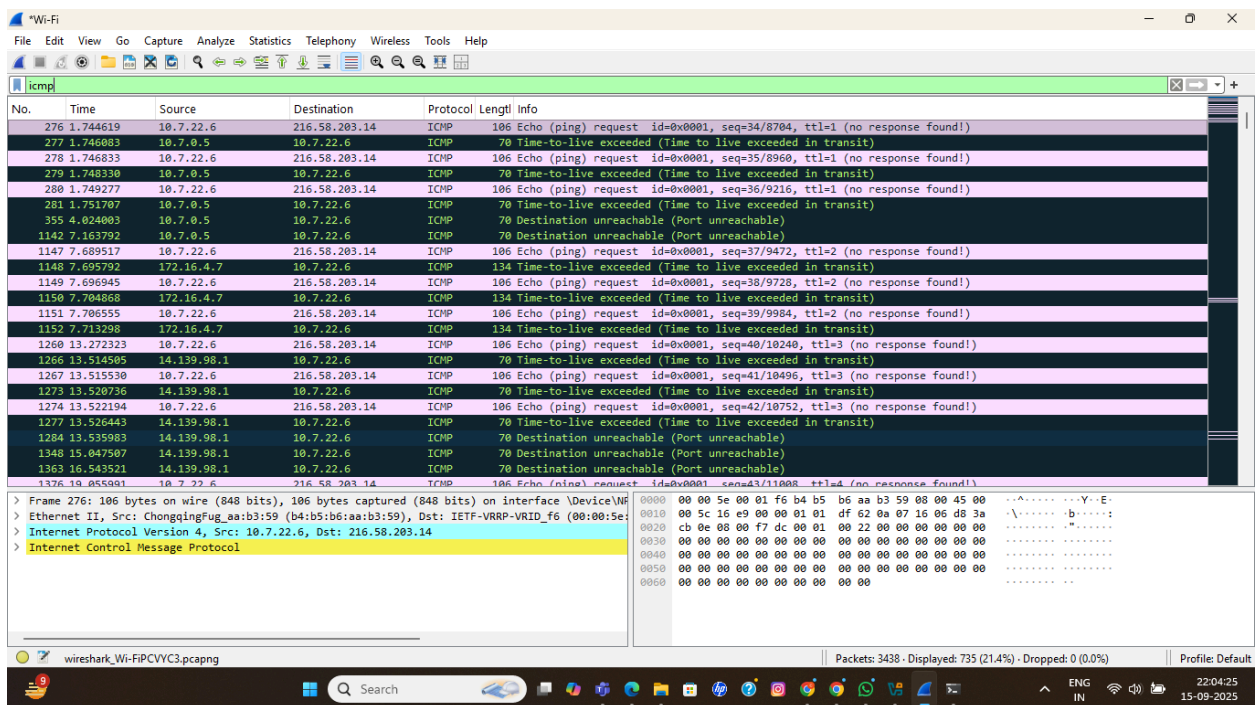 *Wi-Fi
File Edit View Go Capture Analyze Statistics Telephony Wireless Tools Help
icmp
No. Time Source Destination Protocol Lengtl Info
276 1.744619 10.7.22.6 216.58.203.14 ICMP 106 Echo (ping) request id=0x0001, seq=34/8704, ttl=1 (no response found!)
277 1.746083 10.7.0.5 10.7.22.6 ICMP 70 Time-to-live exceeded (Time to live exceeded in transit)
278 1.746833 10.7.22.6 216.58.203.14 ICMP 106 Echo (ping) request id=0x0001, seq=35/8960, ttl=1 (no response found!)
279 1.748330 10.7.0.5 10.7.22.6 ICMP 70 Time-to-live exceeded (Time to live exceeded in transit)
280 1.749277 10.7.22.6 216.58.203.14 ICMP 106 Echo (ping) request id=0x0001, seq=36/9216, ttl=1 (no response found!)
281 1.751707 10.7.0.5 10.7.22.6 ICMP 70 Time-to-live exceeded (Time to live exceeded in transit)
355 4.024003 10.7.0.5 10.7.22.6 ICMP 70 Destination unreachable (Port unreachable)
1142 7.163792 10.7.0.5 10.7.22.6 ICMP 70 Destination unreachable (Port unreachable)
1147 7.689517 10.7.22.6 216.58.203.14 ICMP 106 Echo (ping) request id=0x0001, seq=37/9472, ttl=2 (no response found!)
1148 7.695792 172.16.4.7 10.7.22.6 ICMP 134 Time-to-live exceeded (Time to live exceeded in transit)
1149 7.696945 10.7.22.6 216.58.203.14 ICMP 106 Echo (ping) request id=0x0001, seq=38/9728, ttl=2 (no response found!)
1150 7.704868 172.16.4.7 10.7.22.6 ICMP 134 Time-to-live exceeded (Time to live exceeded in transit)
1151 7.706555 10.7.22.6 216.58.203.14 ICMP 106 Echo (ping) request id=0x0001, seq=39/9984, ttl=2 (no response found!)
1152 7.713298 172.16.4.7 10.7.22.6 ICMP 134 Time-to-live exceeded (Time to live exceeded in transit)
1260 13.272323 10.7.22.6 216.58.203.14 ICMP 106 Echo (ping) request id=0x0001, seq=40/10240, ttl=3 (no response found!)
1266 13.514505 14.139.98.1 10.7.22.6 ICMP 70 Time-to-live exceeded (Time to live exceeded in transit)
1267 13.515530 10.7.22.6 216.58.203.14 ICMP 106 Echo (ping) request id=0x0001, seq=41/10496, ttl=3 (no response found!)
1273 13.520736 14.139.98.1 10.7.22.6 ICMP 70 Time-to-live exceeded (Time to live exceeded in transit)
1274 13.522194 10.7.22.6 216.58.203.14 ICMP 106 Echo (ping) request id=0x0001, seq=42/10752, ttl=3 (no response found!)
1277 13.526443 14.139.98.1 10.7.22.6 ICMP 70 Time-to-live exceeded (Time to live exceeded in transit)
1284 13.535983 14.139.98.1 10.7.22.6 ICMP 70 Destination unreachable (Port unreachable)
1348 15.047507 14.139.98.1 10.7.22.6 ICMP 70 Destination unreachable (Port unreachable)
1363 16.543521 14.139.98.1 10.7.22.6 ICMP 70 Destination unreachable (Port unreachable)
1376 19.055991 10.7.22.6 216.58.203.14 ICMP 106 Echo (ping) request id=0x0001, seq=43/11008, ttl=4 (no response found!)
Frame 276: 106 bytes on wire (848 bits), 106 bytes captured (848 bits) on interface \Device\NP
Ethernet II, Src: ChongqingFug_aa:b3:59 (b4:b5:b6:aa:b3:59), Dst: IETF-VRRP-VRID_f6 (00:00:5e:
Internet Protocol Version 4, Src: 10.7.22.6, Dst: 216.58.203.14
Internet Control Message Protocol
0000 00 00 5e 00 01 f6 b4 b5 b6 aa b3 59 08 00 45 00 ··^····· ···Y··E·
0010 00 5c 16 e9 00 00 01 01 df 62 0a 07 16 06 d8 3a ·\······ ·b·····:
0020 cb 0e 08 00 f7 dc 00 01 00 22 00 00 00 00 00 00 ········ ·"······
0030 00 00 00 00 00 00 00 00 00 00 00 00 00 00 00 00 ········ ········
0040 00 00 00 00 00 00 00 00 00 00 00 00 00 00 00 00 ········ ········
0050 00 00 00 00 00 00 00 00 00 00 00 00 00 00 00 00 ········ ········
0060 00 00 00 00 00 00 00 00 00 00 ········ ··
wireshark_Wi-FiPCVYC3.pcapng
Packets: 3438 · Displayed: 735 (21.4%) · Dropped: 0 (0.0%)
Profile: Default
9
Search
ENG
IN
22:04:25
15-09-2025